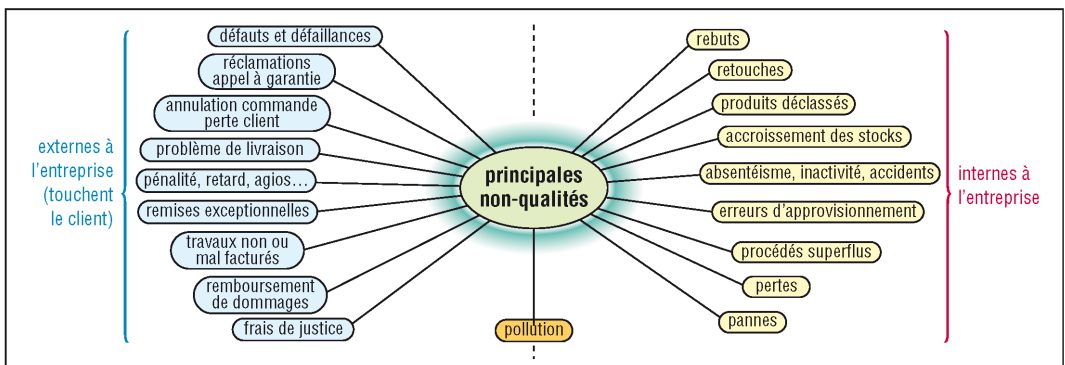 défauts et défaillances
réclamations
appel à garantie
annulation commande
perte client
problème de livraison
pénalité, retard, agios...
remises exceptionnelles
travaux non ou
mal facturés
remboursement
de dommages
frais de justice
externes à
l'entreprise
(touchent
le client)
principales
non-qualités
pollution
rebuts
retouches
produits déclassés
accroissement des stocks
absentéisme, inactivité, accidents
erreurs d'approvisionnement
procédés superflus
pertes
pannes
internes à
l'entreprise